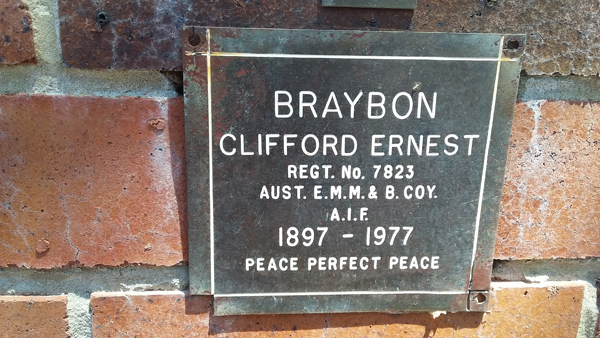 BRAYBON
CLIFFORD ERNEST
REGT. No. 7823
AUST. E.M.M. & B. COY.
A.I.F.
1897 - 1977
PEACE PERFECT PEACE